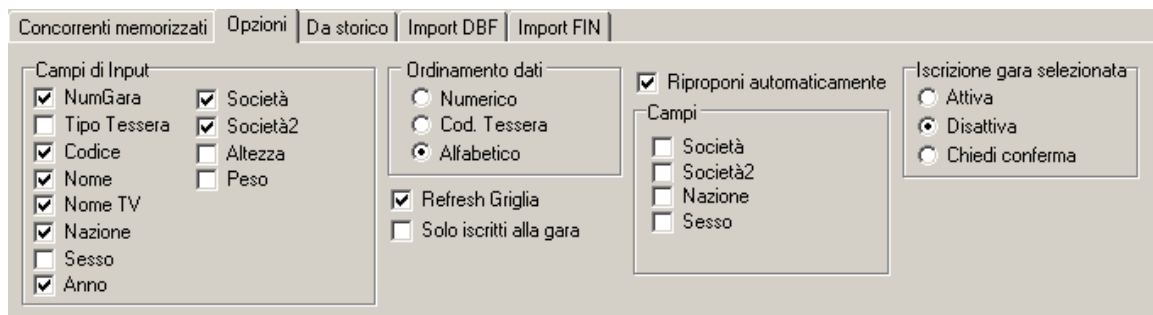 Concorrenti memorizzati
Opzioni
Da storico
Import DBF
Import FIN
Campi di Input
NumGara
Tipo Tessera
Codice
Nome
Nome TV
Nazione
Sesso
Anno
Società
Società2
Altezza
Peso
Ordinamento dati
Numerico
Cod. Tessera
Alfabetico
Refresh Griglia
Solo iscritti alla gara
Riproponi automaticamente
Campi
Società
Società2
Nazione
Sesso
Iscrizione gara selezionata
Attiva
Disattiva
Chiedi conferma